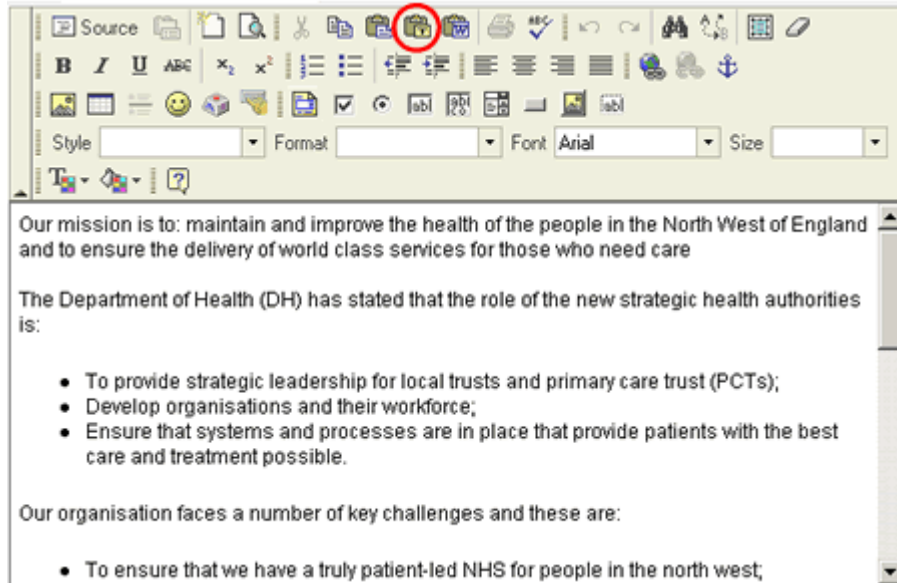 Source
B I U ABC x₂ x²
Style Format Font Arial Size
Our mission is to: maintain and improve the health of the people in the North West of England
and to ensure the delivery of world class services for those who need care
The Department of Health (DH) has stated that the role of the new strategic health authorities
is:
● To provide strategic leadership for local trusts and primary care trust (PCTs);
● Develop organisations and their workforce;
● Ensure that systems and processes are in place that provide patients with the best
care and treatment possible.
Our organisation faces a number of key challenges and these are:
● To ensure that we have a truly patient-led NHS for people in the north west;